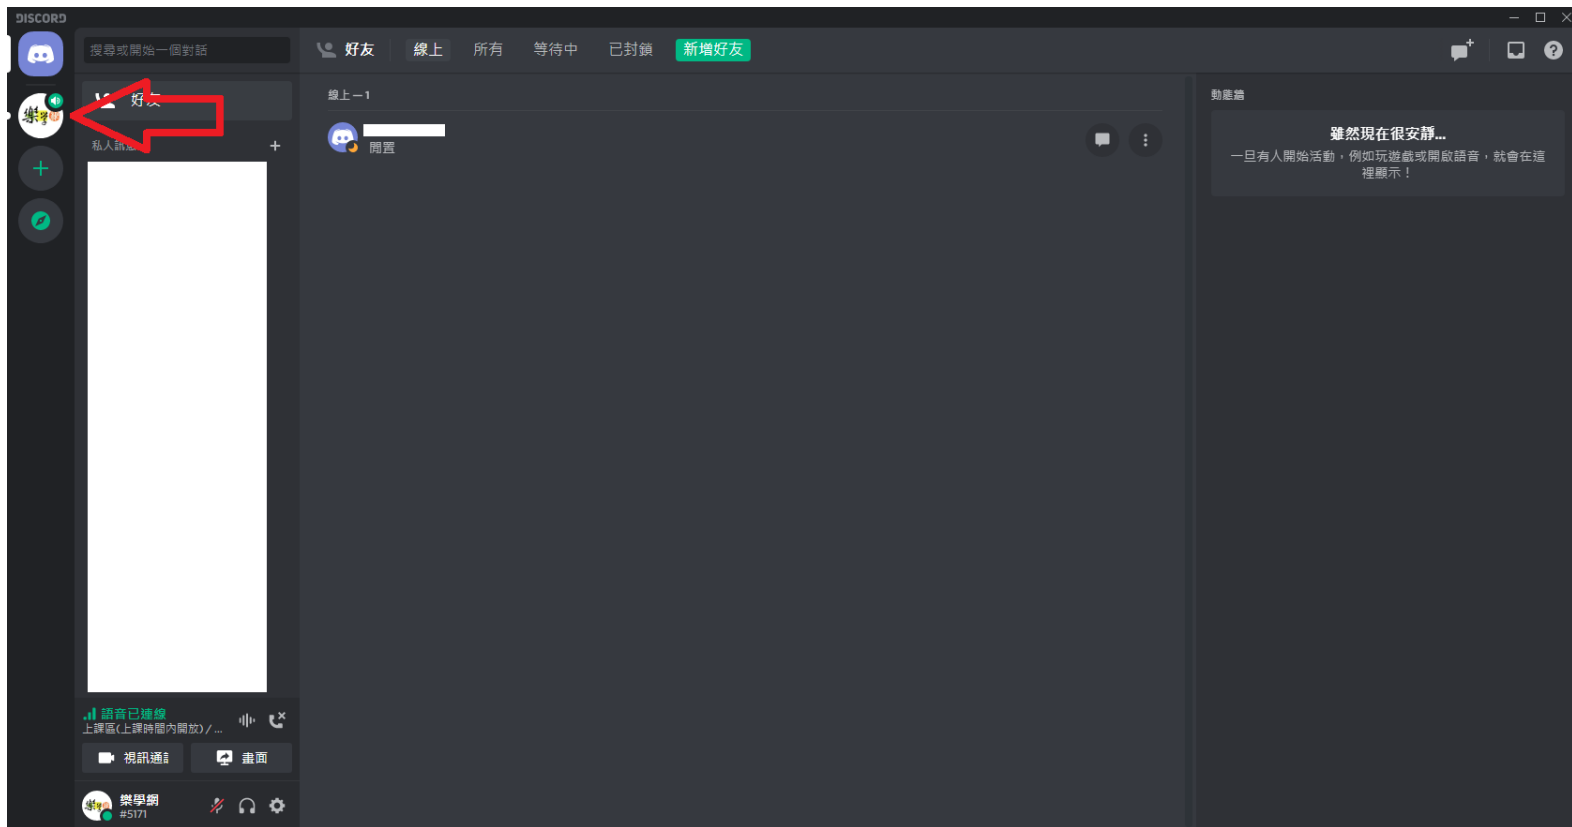 DISCORD
搜尋或開始一個對話
好友
線上
所有
等待中
已封鎖
新增好友
樂學
好友
私人訊息
線上－1
閒置
動態牆
雖然現在很安靜...
一旦有人開始活動，例如玩遊戲或開啟語音，就會在這
裡顯示！
語音已連線
上課區(上課時間內開放) / ...
視訊通
畫面
樂學網
#5171